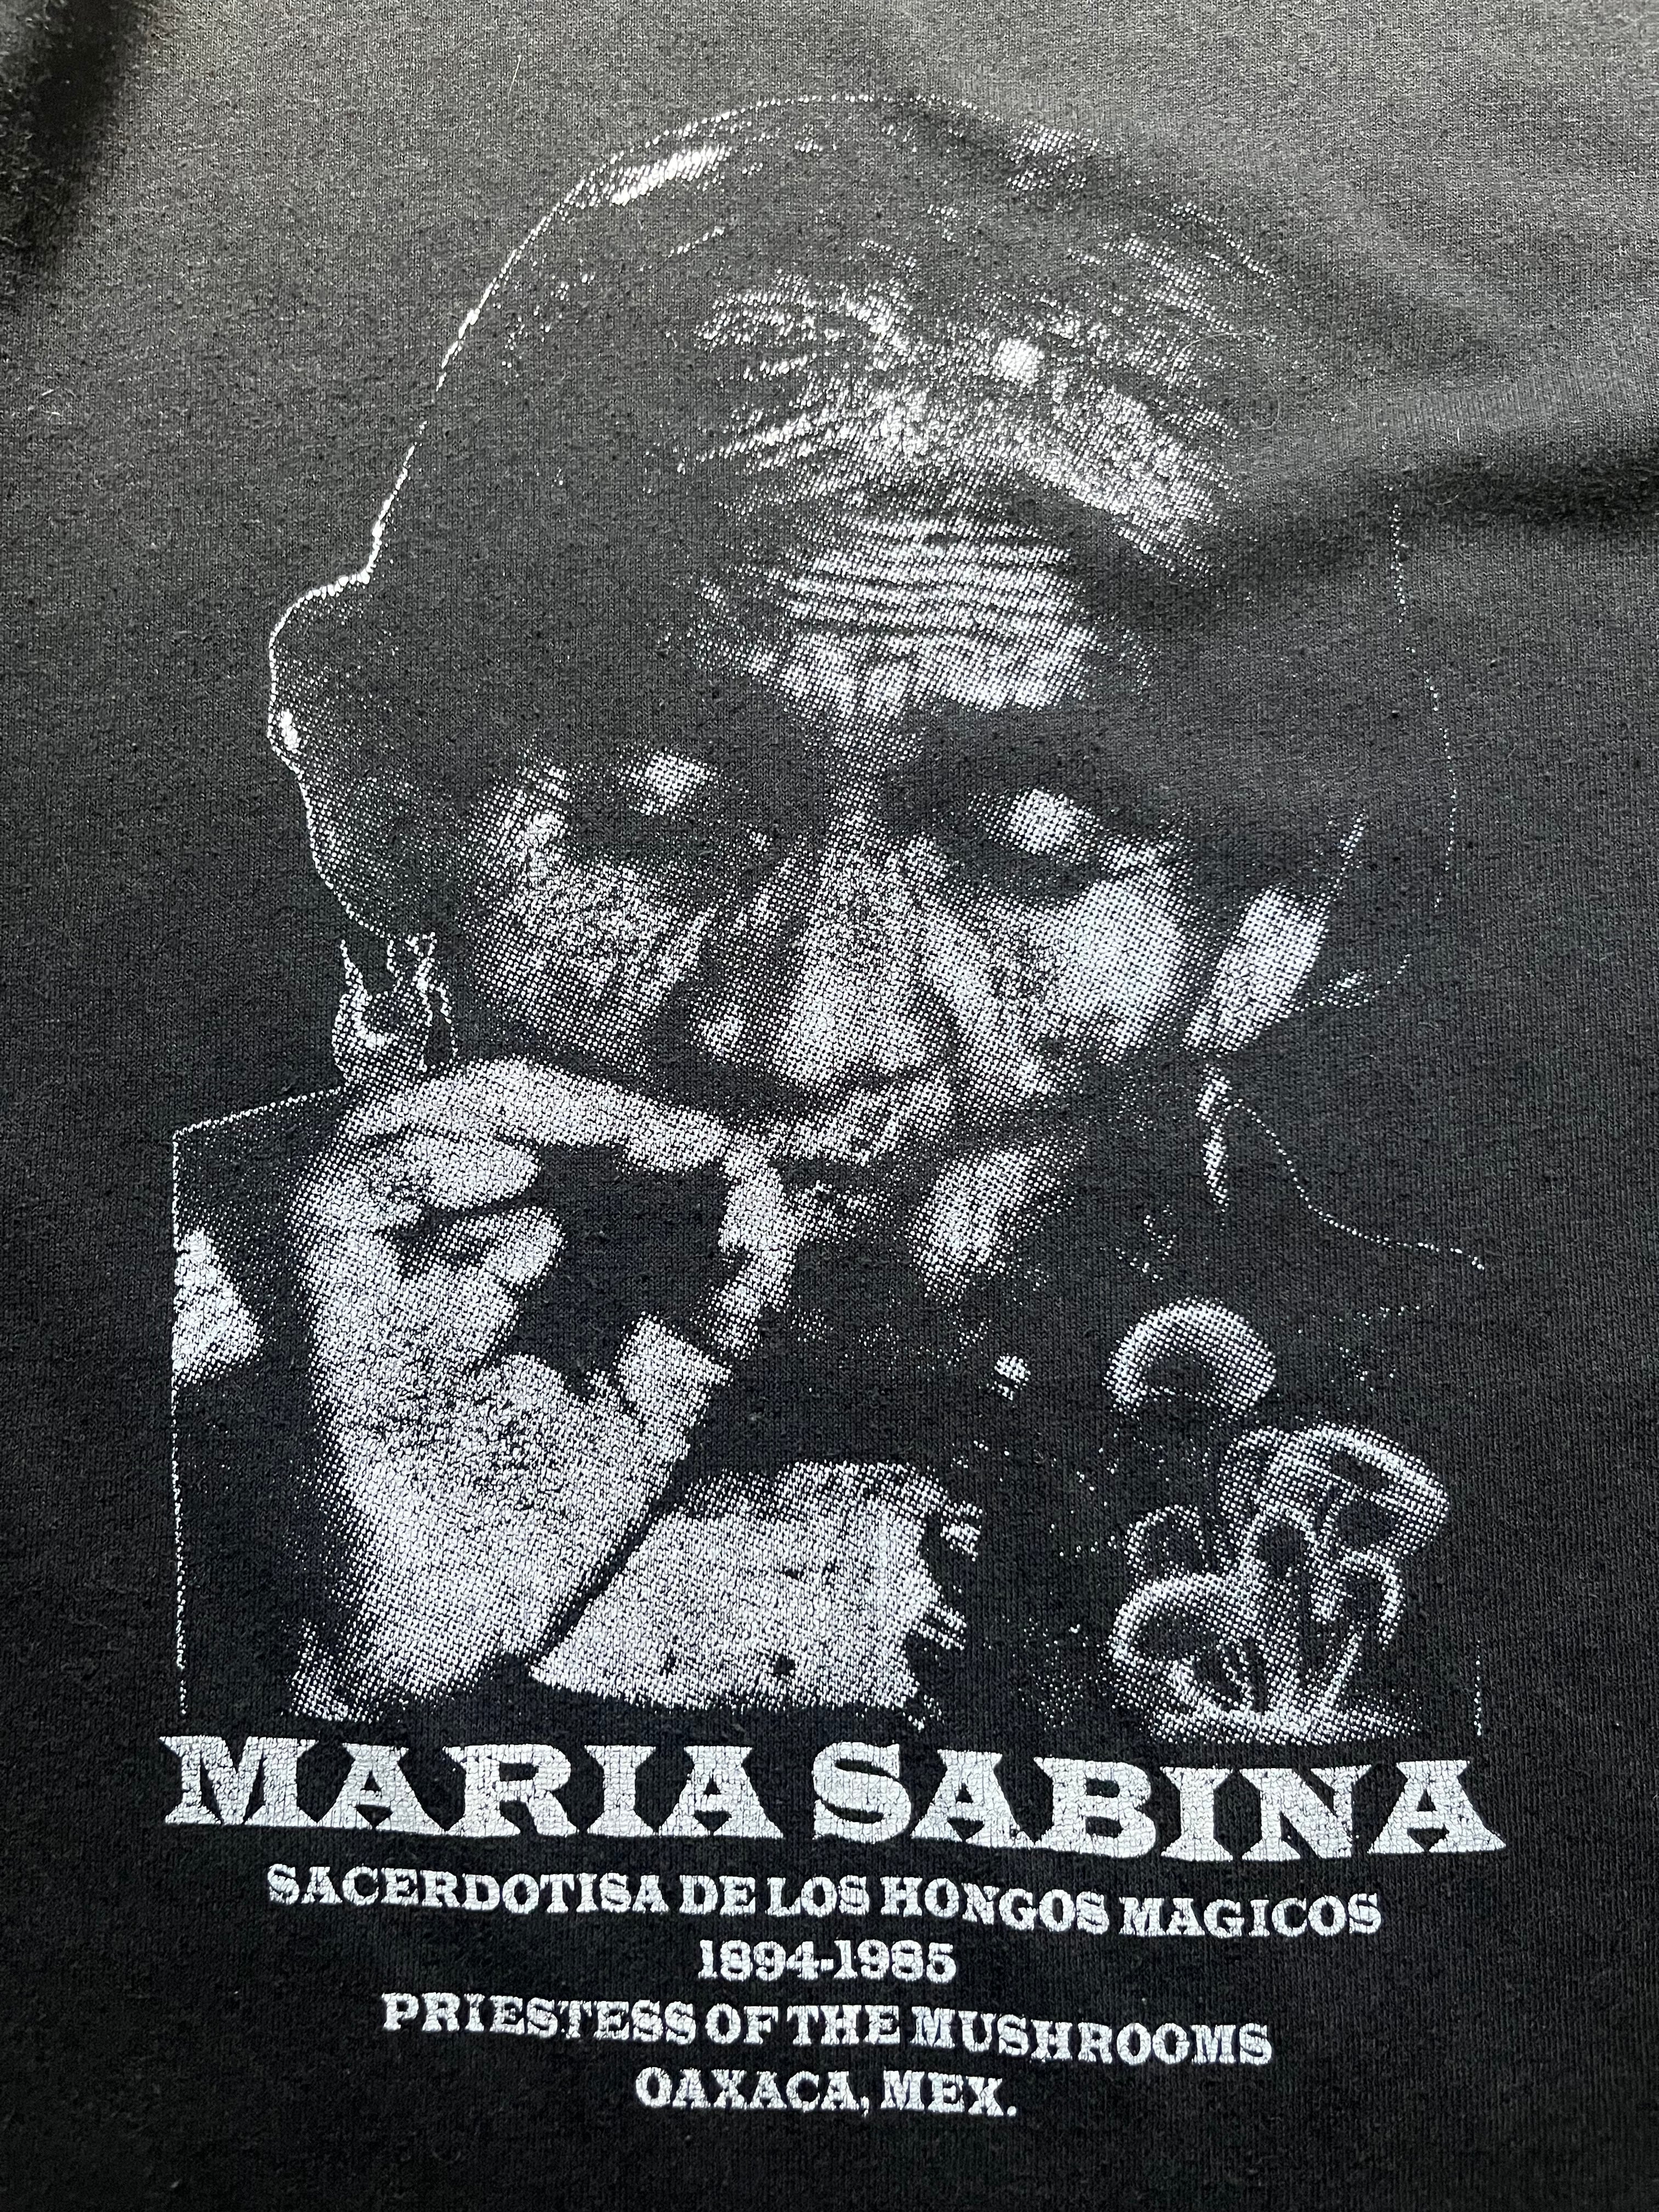 MARIA SABINA
SACERDOTISA DE LOS HONGOS MAGICOS
1894-1985
PRIESTESS OF THE MUSHROOMS
OAXACA, MEX.